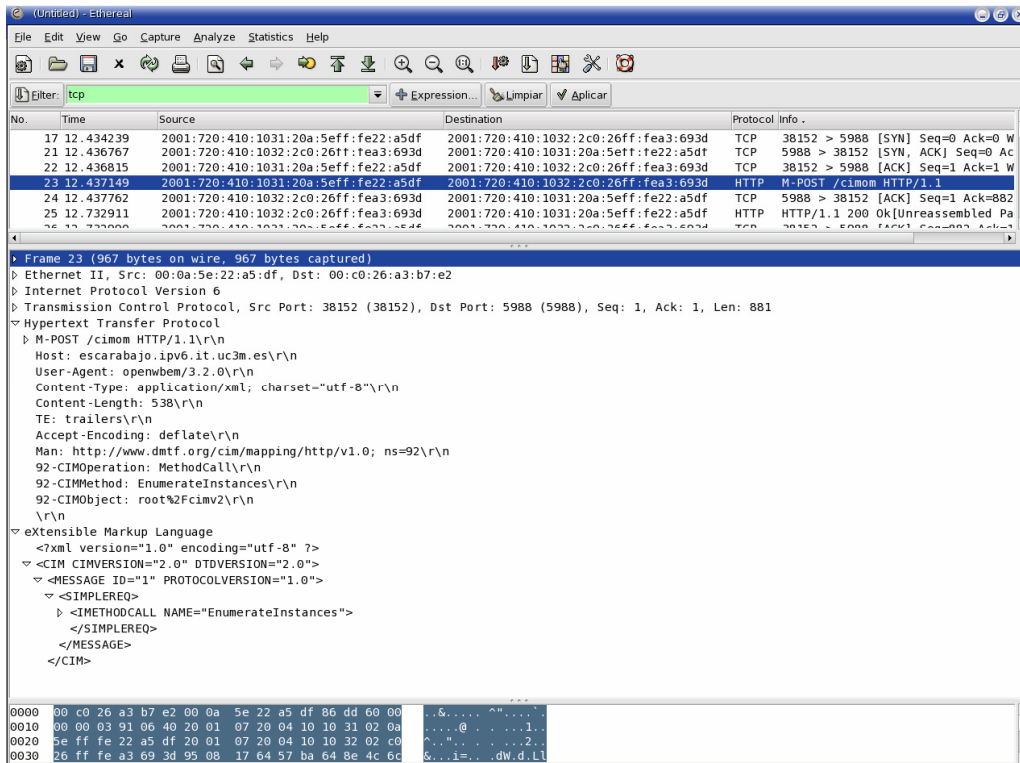 (Untitled) - Ethereal
File Edit View Go Capture Analyze Statistics Help
Filter: tcp Expression... Limpiar Aplicar
No. Time Source Destination Protocol Info .
17 12.434239 2001:720:410:1031:20a:5eff:fe22:a5df 2001:720:410:1032:2c0:26ff:fea3:693d TCP 38152 > 5988 [SYN] Seq=0 Ack=0 W
21 12.436767 2001:720:410:1032:2c0:26ff:fea3:693d 2001:720:410:1031:20a:5eff:fe22:a5df TCP 5988 > 38152 [SYN, ACK] Seq=0 Ac
22 12.436815 2001:720:410:1031:20a:5eff:fe22:a5df 2001:720:410:1032:2c0:26ff:fea3:693d TCP 38152 > 5988 [ACK] Seq=1 Ack=1 W
23 12.437149 2001:720:410:1031:20a:5eff:fe22:a5df 2001:720:410:1032:2c0:26ff:fea3:693d HTTP M-POST /cimom HTTP/1.1
24 12.437762 2001:720:410:1032:2c0:26ff:fea3:693d 2001:720:410:1031:20a:5eff:fe22:a5df TCP 5988 > 38152 [ACK] Seq=1 Ack=882
25 12.732911 2001:720:410:1032:2c0:26ff:fea3:693d 2001:720:410:1031:20a:5eff:fe22:a5df HTTP HTTP/1.1 200 Ok[Unreassembled Pa
Frame 23 (967 bytes on wire, 967 bytes captured)
Ethernet II, Src: 00:0a:5e:22:a5:df, Dst: 00:c0:26:a3:b7:e2
Internet Protocol Version 6
Transmission Control Protocol, Src Port: 38152 (38152), Dst Port: 5988 (5988), Seq: 1, Ack: 1, Len: 881
Hypertext Transfer Protocol
M-POST /cimom HTTP/1.1\r\n
Host: escarabajo.ipv6.it.uc3m.es\r\n
User-Agent: openwbem/3.2.0\r\n
Content-Type: application/xml; charset="utf-8"\r\n
Content-Length: 538\r\n
TE: trailers\r\n
Accept-Encoding: deflate\r\n
Man: http://www.dmtf.org/cim/mapping/http/v1.0; ns=92\r\n
92-CIMOperation: MethodCall\r\n
92-CIMMethod: EnumerateInstances\r\n
92-CIMObject: root%2Fcimv2\r\n
\r\n
eXtensible Markup Language
<?xml version="1.0" encoding="utf-8" ?>
<CIM CIMVERSION="2.0" DTDVERSION="2.0">
<MESSAGE ID="1" PROTOCOLVERSION="1.0">
<SIMPLEREQ>
<IMETHODCALL NAME="EnumerateInstances">
</SIMPLEREQ>
</MESSAGE>
</CIM>
0000 00 c0 26 a3 b7 e2 00 0a 5e 22 a5 df 86 dd 60 00 ..&..... ^"....`.
0010 00 00 03 91 06 40 20 01 07 20 04 10 10 31 02 0a .....@ . . ...1..
0020 5e ff fe 22 a5 df 20 01 07 20 04 10 10 32 02 c0 ^..".. . . ...2..
0030 26 ff fe a3 69 3d 95 08 17 64 57 ba 64 8e 4c 6c &...i=.. .dW.d.Ll